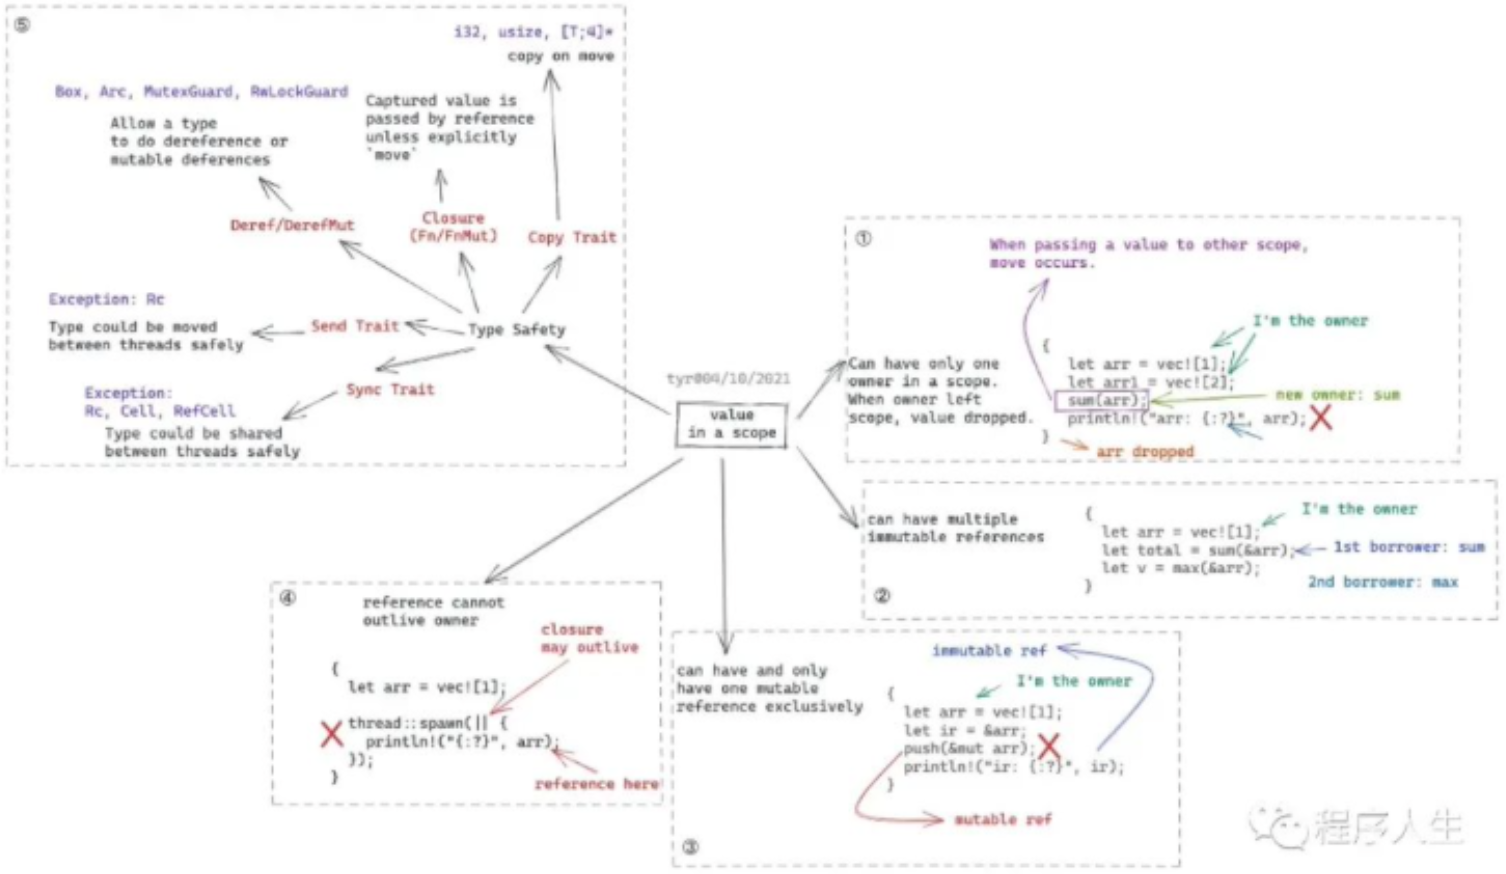 ⑤
i32, usize, [T;4]*
copy on move
Box, Arc, MutexGuard, RwLockGuard
Allow a type
to do dereference or
mutable deferences
Captured value is
passed by reference
unless explicitly
`move`
Deref/DerefMut
Closure
(Fn/FnMut)
Copy Trait
Exception: Rc
Type could be moved
between threads safely
Send Trait
Type Safety
Sync Trait
Exception:
Rc, Cell, RefCell
Type could be shared
between threads safely
tyr@04/10/2021
value
in a scope
①
When passing a value to other scope,
move occurs.
I'm the owner
Can have only one
owner in a scope.
When owner left
scope, value dropped.
{
let arr = vec![1];
let arr1 = vec![2];
sum(arr);
println!("arr: {:?}", arr);
}
new owner: sum
arr dropped
can have multiple
immutable references
{
let arr = vec![1];
let total = sum(&arr);
let v = max(&arr);
}
I'm the owner
1st borrower: sum
2nd borrower: max
②
④
reference cannot
outlive owner
closure
may outlive
{
let arr = vec![1];
thread::spawn(|| {
println!("{:?}", arr);
});
}
reference here
can have and only
have one mutable
reference exclusively
immutable ref
I'm the owner
{
let arr = vec![1];
let ir = &arr;
push(&mut arr);
println!("ir: {:?}", ir);
}
mutable ref
③
程序人生